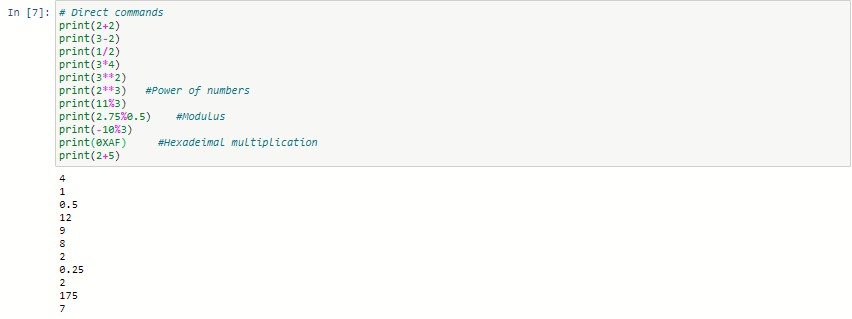 In [7]: # Direct commands
print(2+2)
print(3-2)
print(1/2)
print(3*4)
print(3**2)
print(2**3)   #Power of numbers
print(11%3)
print(2.75%0.5)    #Modulus
print(-10%3)
print(0XAF)     #Hexadeimal multiplication
print(2+5)
4
1
0.5
12
9
8
2
0.25
2
175
7